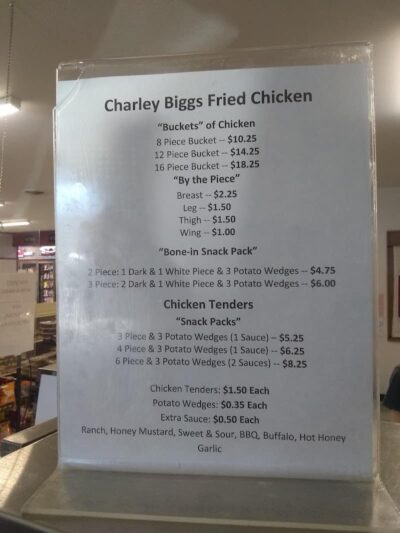 Charley Biggs Fried Chicken
“Buckets” of Chicken
8 Piece Bucket -- $10.25
12 Piece Bucket -- $14.25
16 Piece Bucket -- $18.25
“By the Piece”
Breast -- $2.25
Leg -- $1.50
Thigh -- $1.50
Wing -- $1.00
“Bone-in Snack Pack”
2 Piece: 1 Dark & 1 White Piece & 3 Potato Wedges -- $4.75
3 Piece: 2 Dark & 1 White Piece & 3 Potato Wedges -- $6.00
Chicken Tenders
“Snack Packs”
3 Piece & 3 Potato Wedges (1 Sauce) -- $5.25
4 Piece & 3 Potato Wedges (1 Sauce) -- $6.25
6 Piece & 3 Potato Wedges (2 Sauces) -- $8.25
Chicken Tenders: $1.50 Each
Potato Wedges: $0.35 Each
Extra Sauce: $0.50 Each
Ranch, Honey Mustard, Sweet & Sour, BBQ, Buffalo, Hot Honey
Garlic